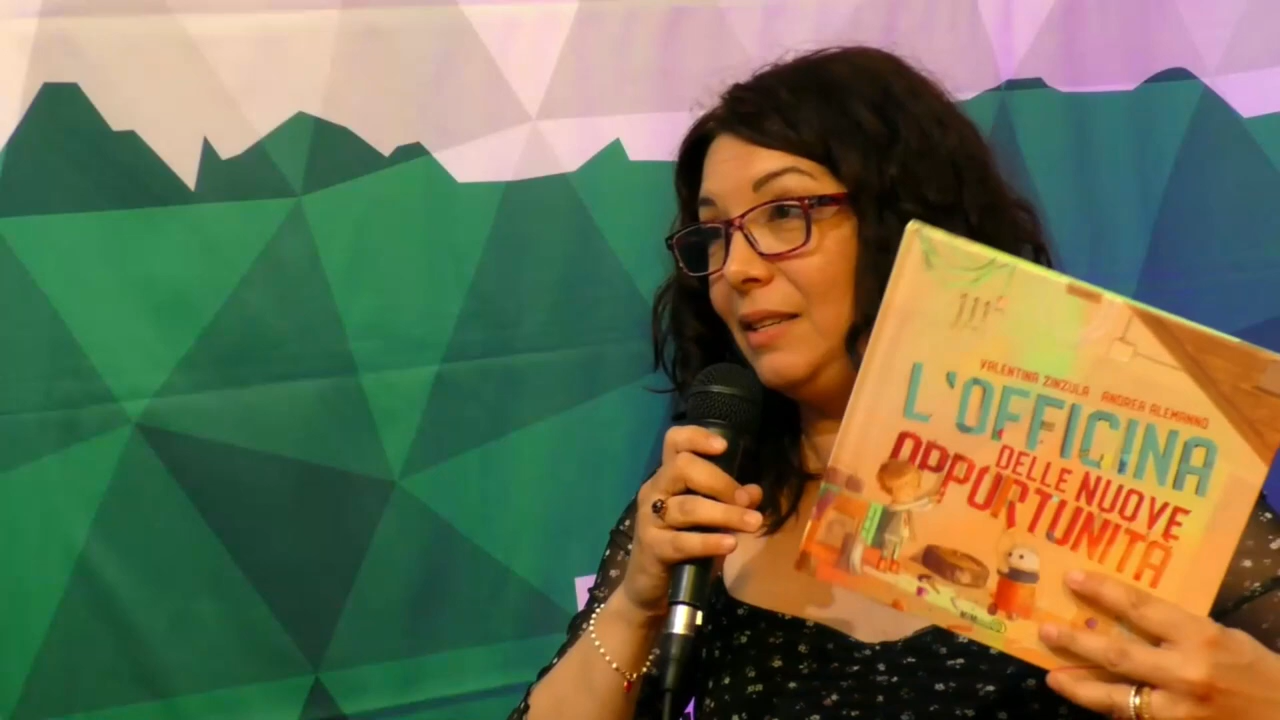 VALENTINA ZINZULA ANDREA ALEMANNO
L'OFFICINA
DELLE NUOVE
OPPORTUNITÀ